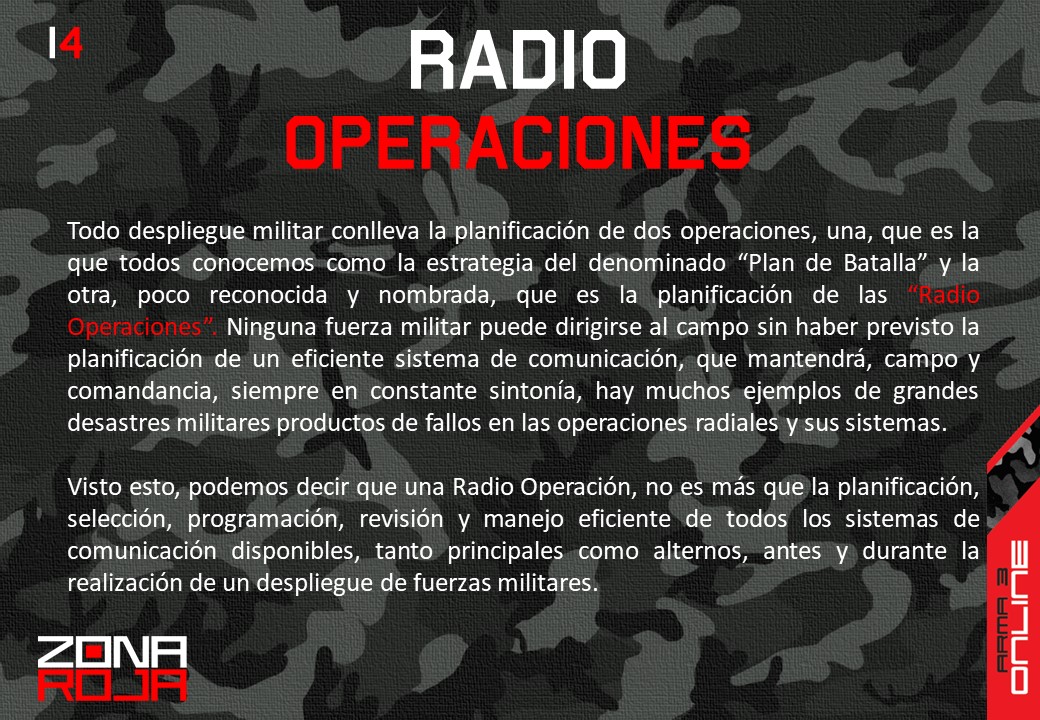 14
RADIO
OPERACIONES
Todo despliegue militar conlleva la planificación de dos operaciones, una, que es la
que todos conocemos como la estrategia del denominado “Plan de Batalla” y la
otra, poco reconocida y nombrada, que es la planificación de las “Radio
Operaciones”. Ninguna fuerza militar puede dirigirse al campo sin haber previsto la
planificación de un eficiente sistema de comunicación, que mantendrá, campo y
comandancia, siempre en constante sintonía, hay muchos ejemplos de grandes
desastres militares productos de fallos en las operaciones radiales y sus sistemas.
Visto esto, podemos decir que una Radio Operación, no es más que la planificación,
selección, programación, revisión y manejo eficiente de todos los sistemas de
comunicación disponibles, tanto principales como alternos, antes y durante la
realización de un despliegue de fuerzas militares.
ZONA
ROJA
ARMA 3
ONLINE